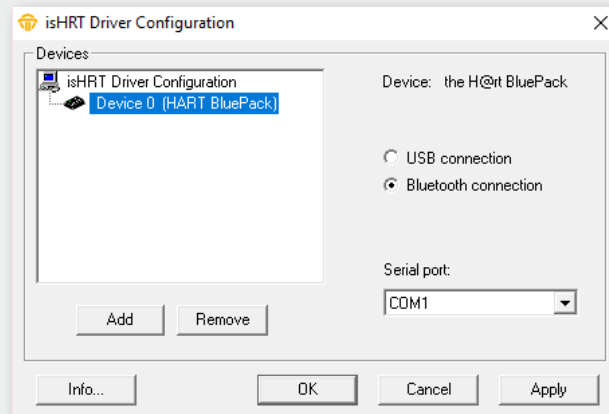 isHRT Driver Configuration
Devices
isHRT Driver Configuration
Device 0 (HART BluePack)
Device: the H@rt BluePack
USB connection
Bluetooth connection
Serial port:
COM1
Add
Remove
Info...
OK
Cancel
Apply